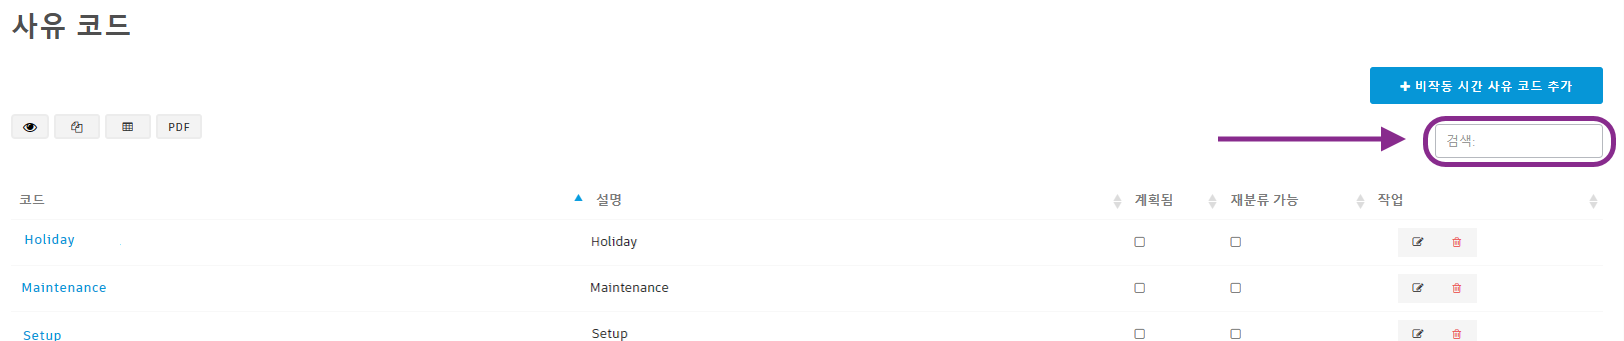 사유 코드
+ 비작동 시간 사유 코드 추가
PDF
검색:
코드 설명 계획됨 재분류 가능 작업
Holiday Holiday
Maintenance Maintenance
Setup Setup